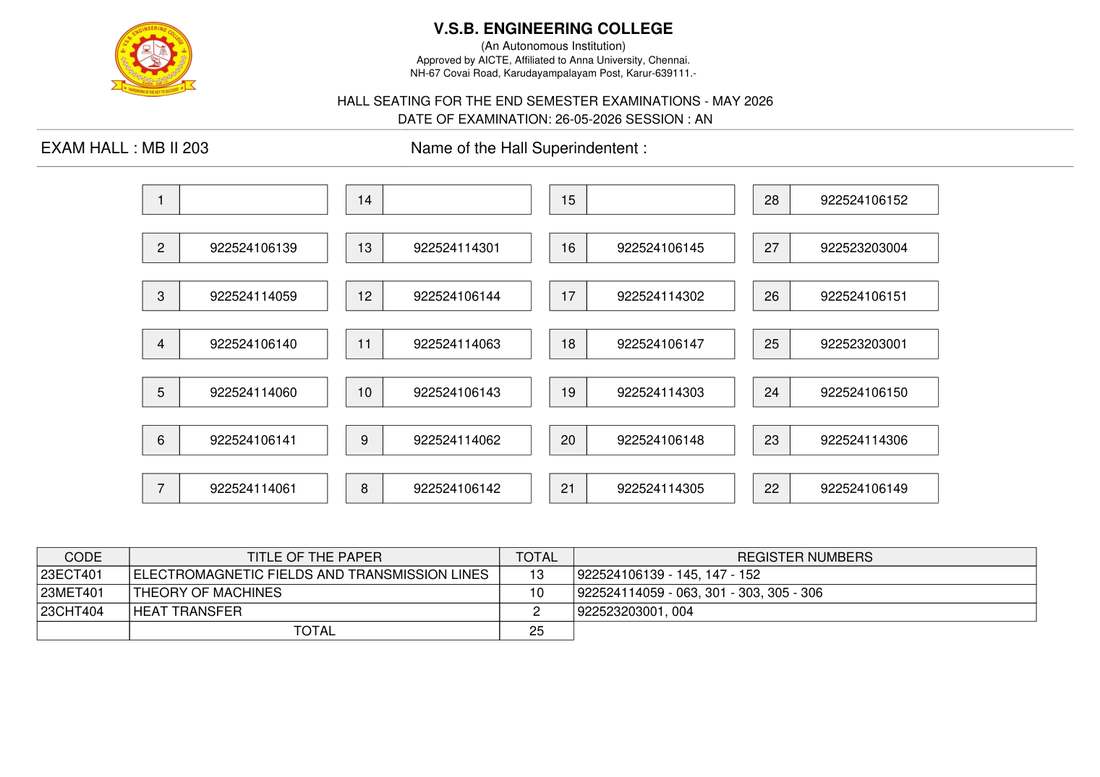 V.S.B. ENGINEERING COLLEGE
(An Autonomous Institution)
Approved by AICTE, Affiliated to Anna University, Chennai.
NH-67 Covai Road, Karudayampalayam Post, Karur-639111.-
HALL SEATING FOR THE END SEMESTER EXAMINATIONS - MAY 2026
DATE OF EXAMINATION: 26-05-2026 SESSION : AN
EXAM HALL : MB II 203 Name of the Hall Superindentent :
1 14 15 28 922524106152
2 922524106139 13 922524114301 16 922524106145 27 922523203004
3 922524114059 12 922524106144 17 922524114302 26 922524106151
4 922524106140 11 922524114063 18 922524106147 25 922523203001
5 922524114060 10 922524106143 19 922524114303 24 922524106150
6 922524106141 9 922524114062 20 922524106148 23 922524114306
7 922524114061 8 922524106142 21 922524114305 22 922524106149
CODE TITLE OF THE PAPER TOTAL REGISTER NUMBERS
23ECT401 ELECTROMAGNETIC FIELDS AND TRANSMISSION LINES 13 922524106139 - 145, 147 - 152
23MET401 THEORY OF MACHINES 10 922524114059 - 063, 301 - 303, 305 - 306
23CHT404 HEAT TRANSFER 2 922523203001, 004
TOTAL 25